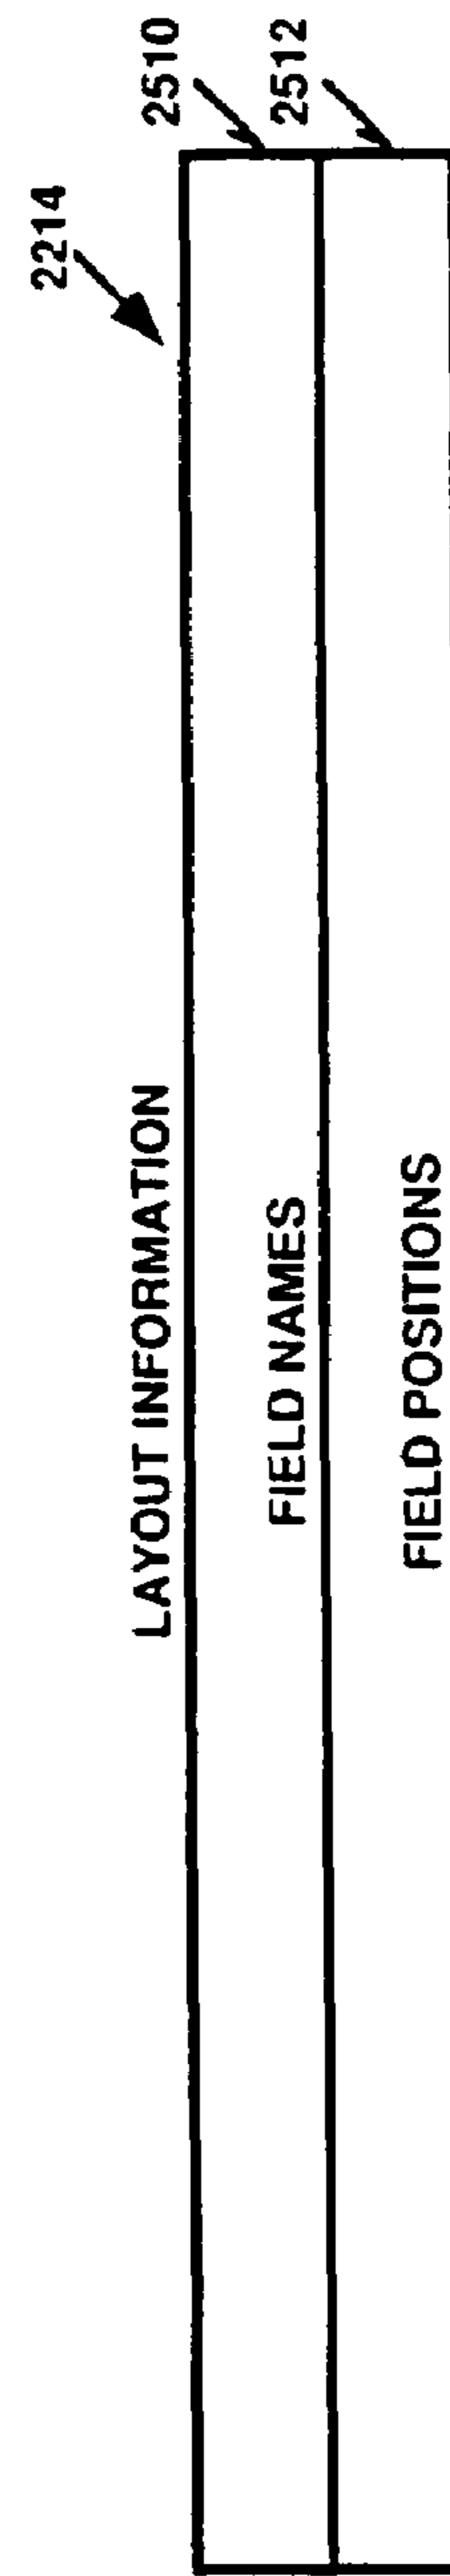 2214
LAYOUT INFORMATION
2510
FIELD NAMES
2512
FIELD POSITIONS